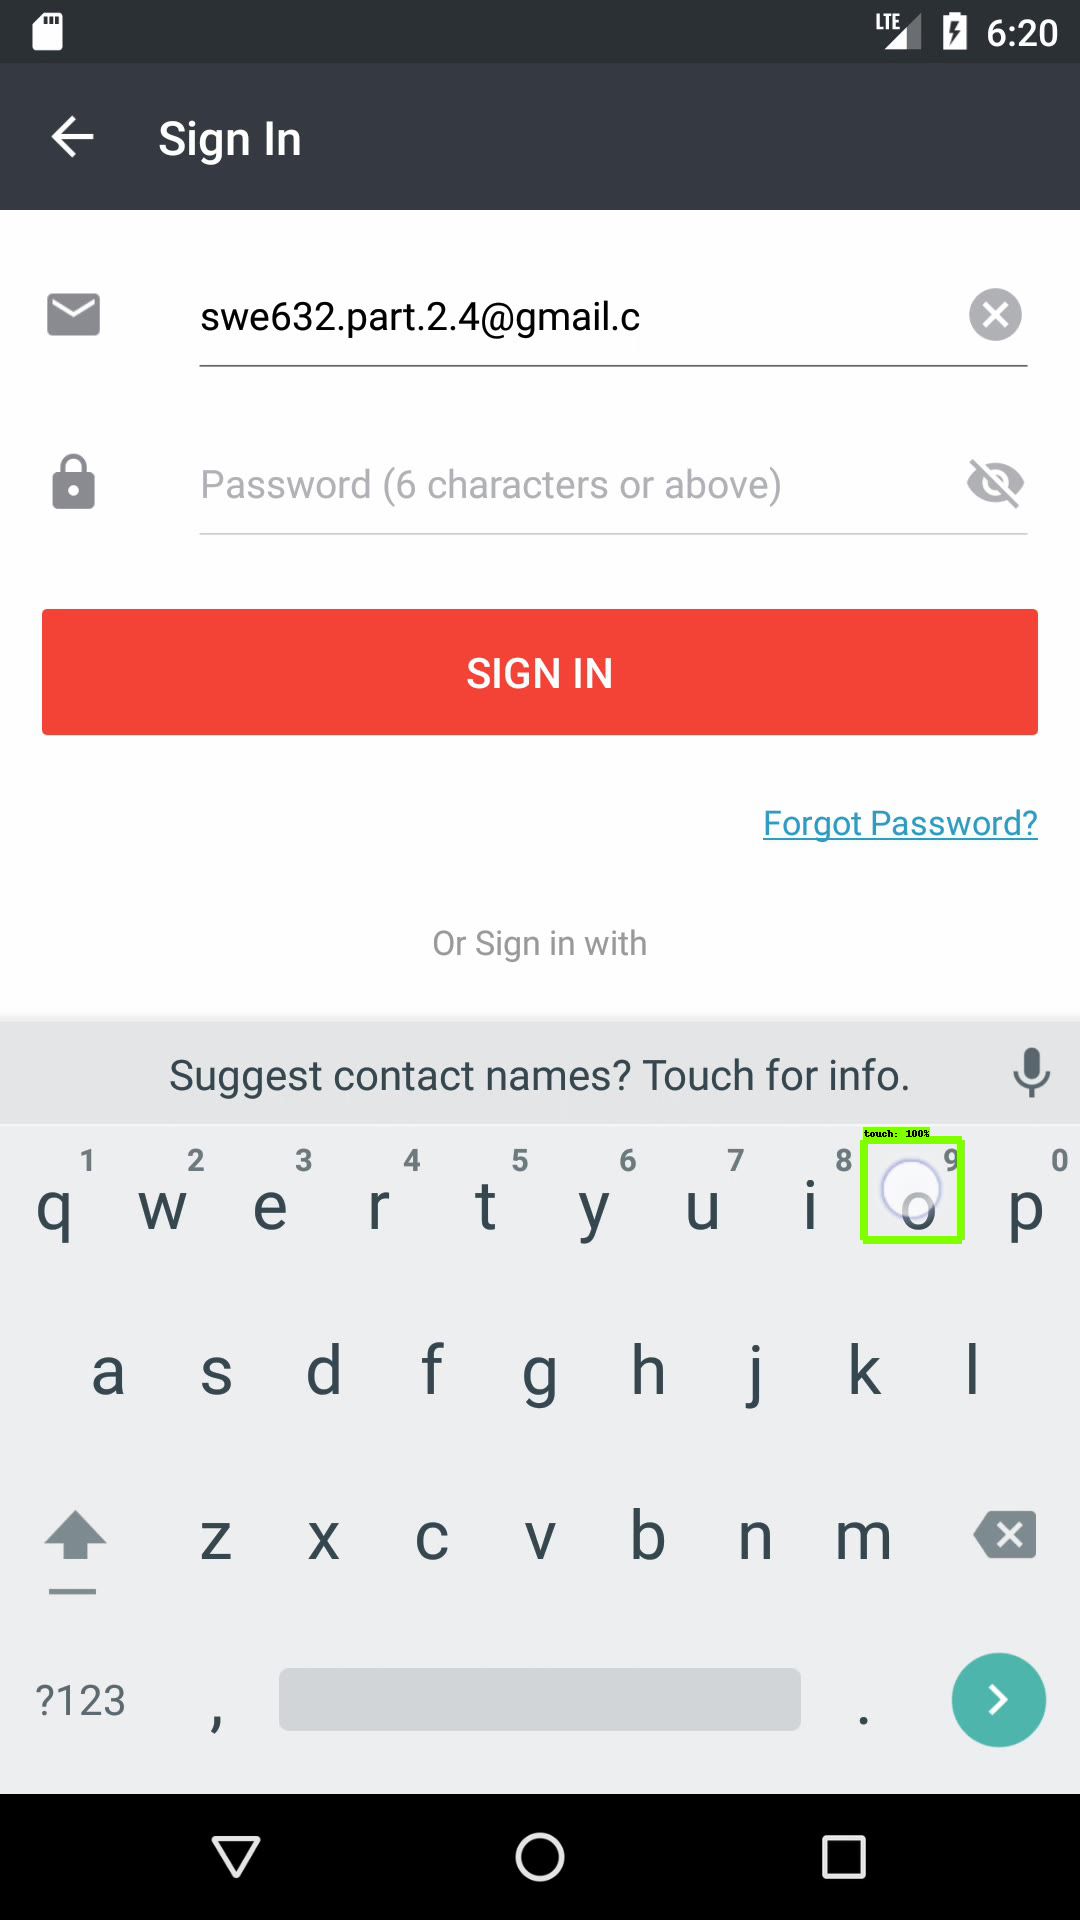 LTE 6:20
Sign In
swe632.part.2.4@gmail.c
Password (6 characters or above)
SIGN IN
Forgot Password?
Or Sign in with
Suggest contact names? Touch for info.
touch: 100%
1 2 3 4 5 6 7 8 9 0
q w e r t y u i o p
a s d f g h j k l
z x c v b n m
?123 , .